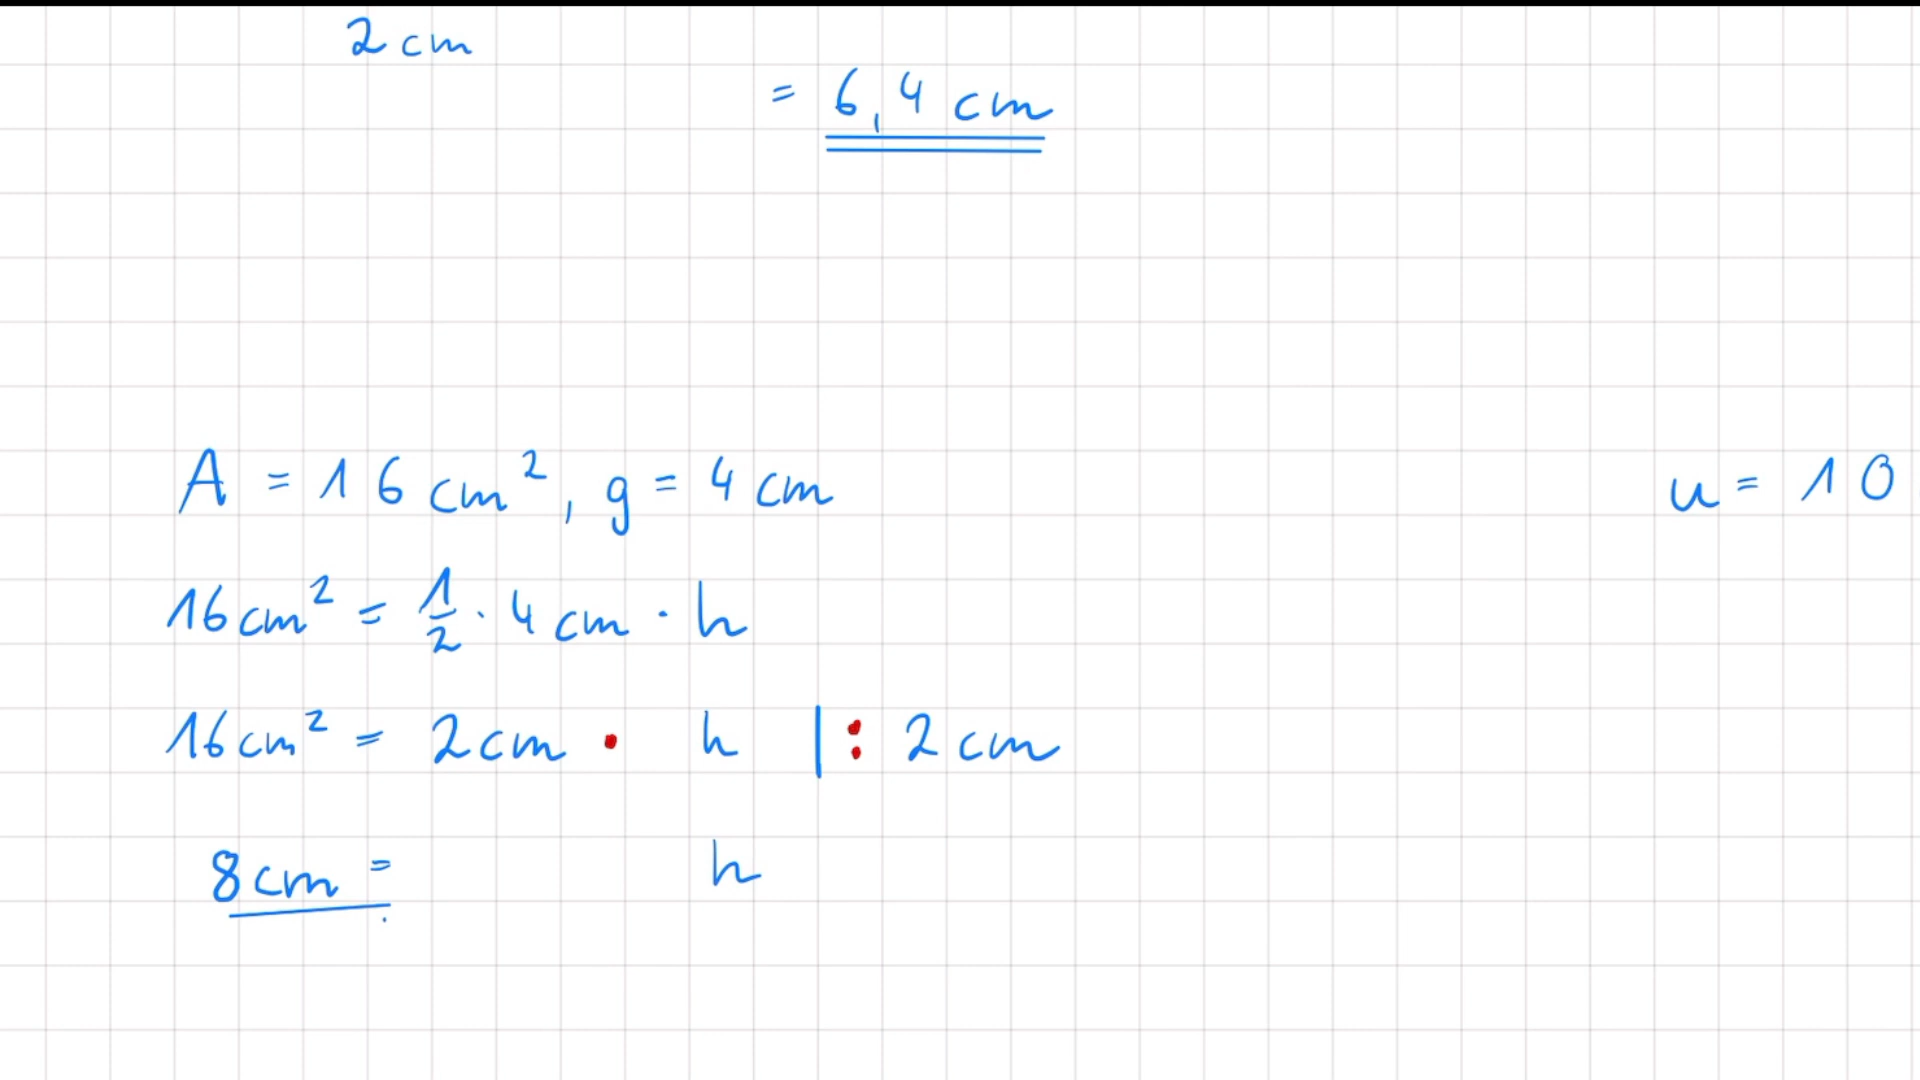 2 cm
= 6,4 cm
A = 16 cm², g = 4 cm
u = 10
16 cm² = 1/2 · 4 cm · h
16 cm² = 2 cm · h |: 2 cm
8 cm = h